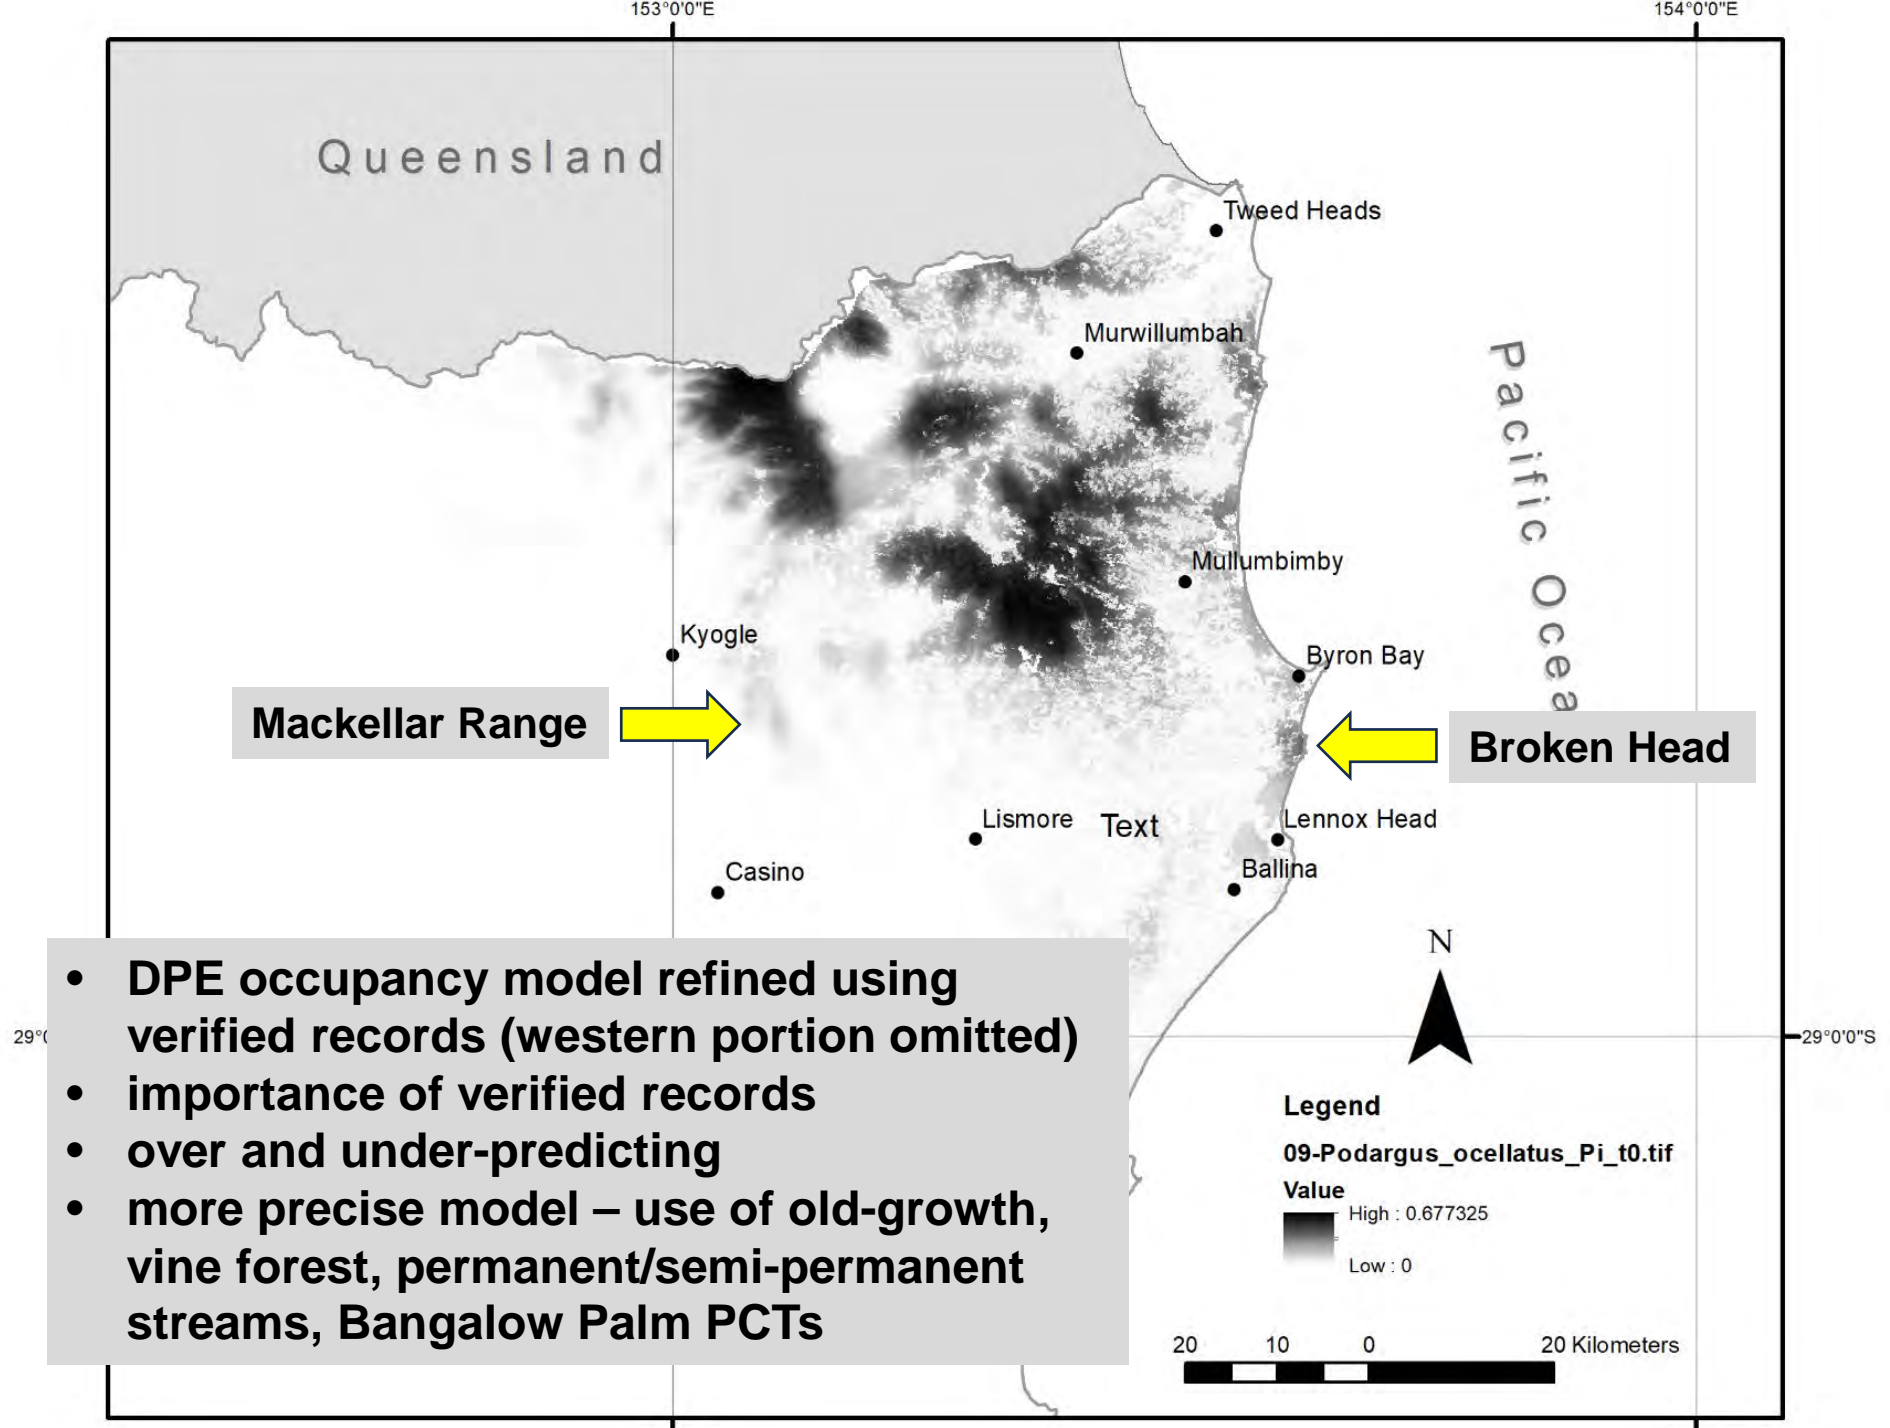 153°0'0"E
154°0'0"E
Queensland
Tweed Heads
Murwillumbah
Pacific Ocea
Mullumbimby
Kyogle
Byron Bay
Mackellar Range
Broken Head
Lismore
Text
Lennox Head
Casino
Ballina
N
• DPE occupancy model refined using
verified records (western portion omitted)
• importance of verified records
• over and under-predicting
• more precise model – use of old-growth,
vine forest, permanent/semi-permanent
streams, Bangalow Palm PCTs
29°
29°0'0"S
Legend
09-Podargus_ocellatus_Pi_t0.tif
Value
High : 0.677325
Low : 0
20 10 0 20 Kilometers